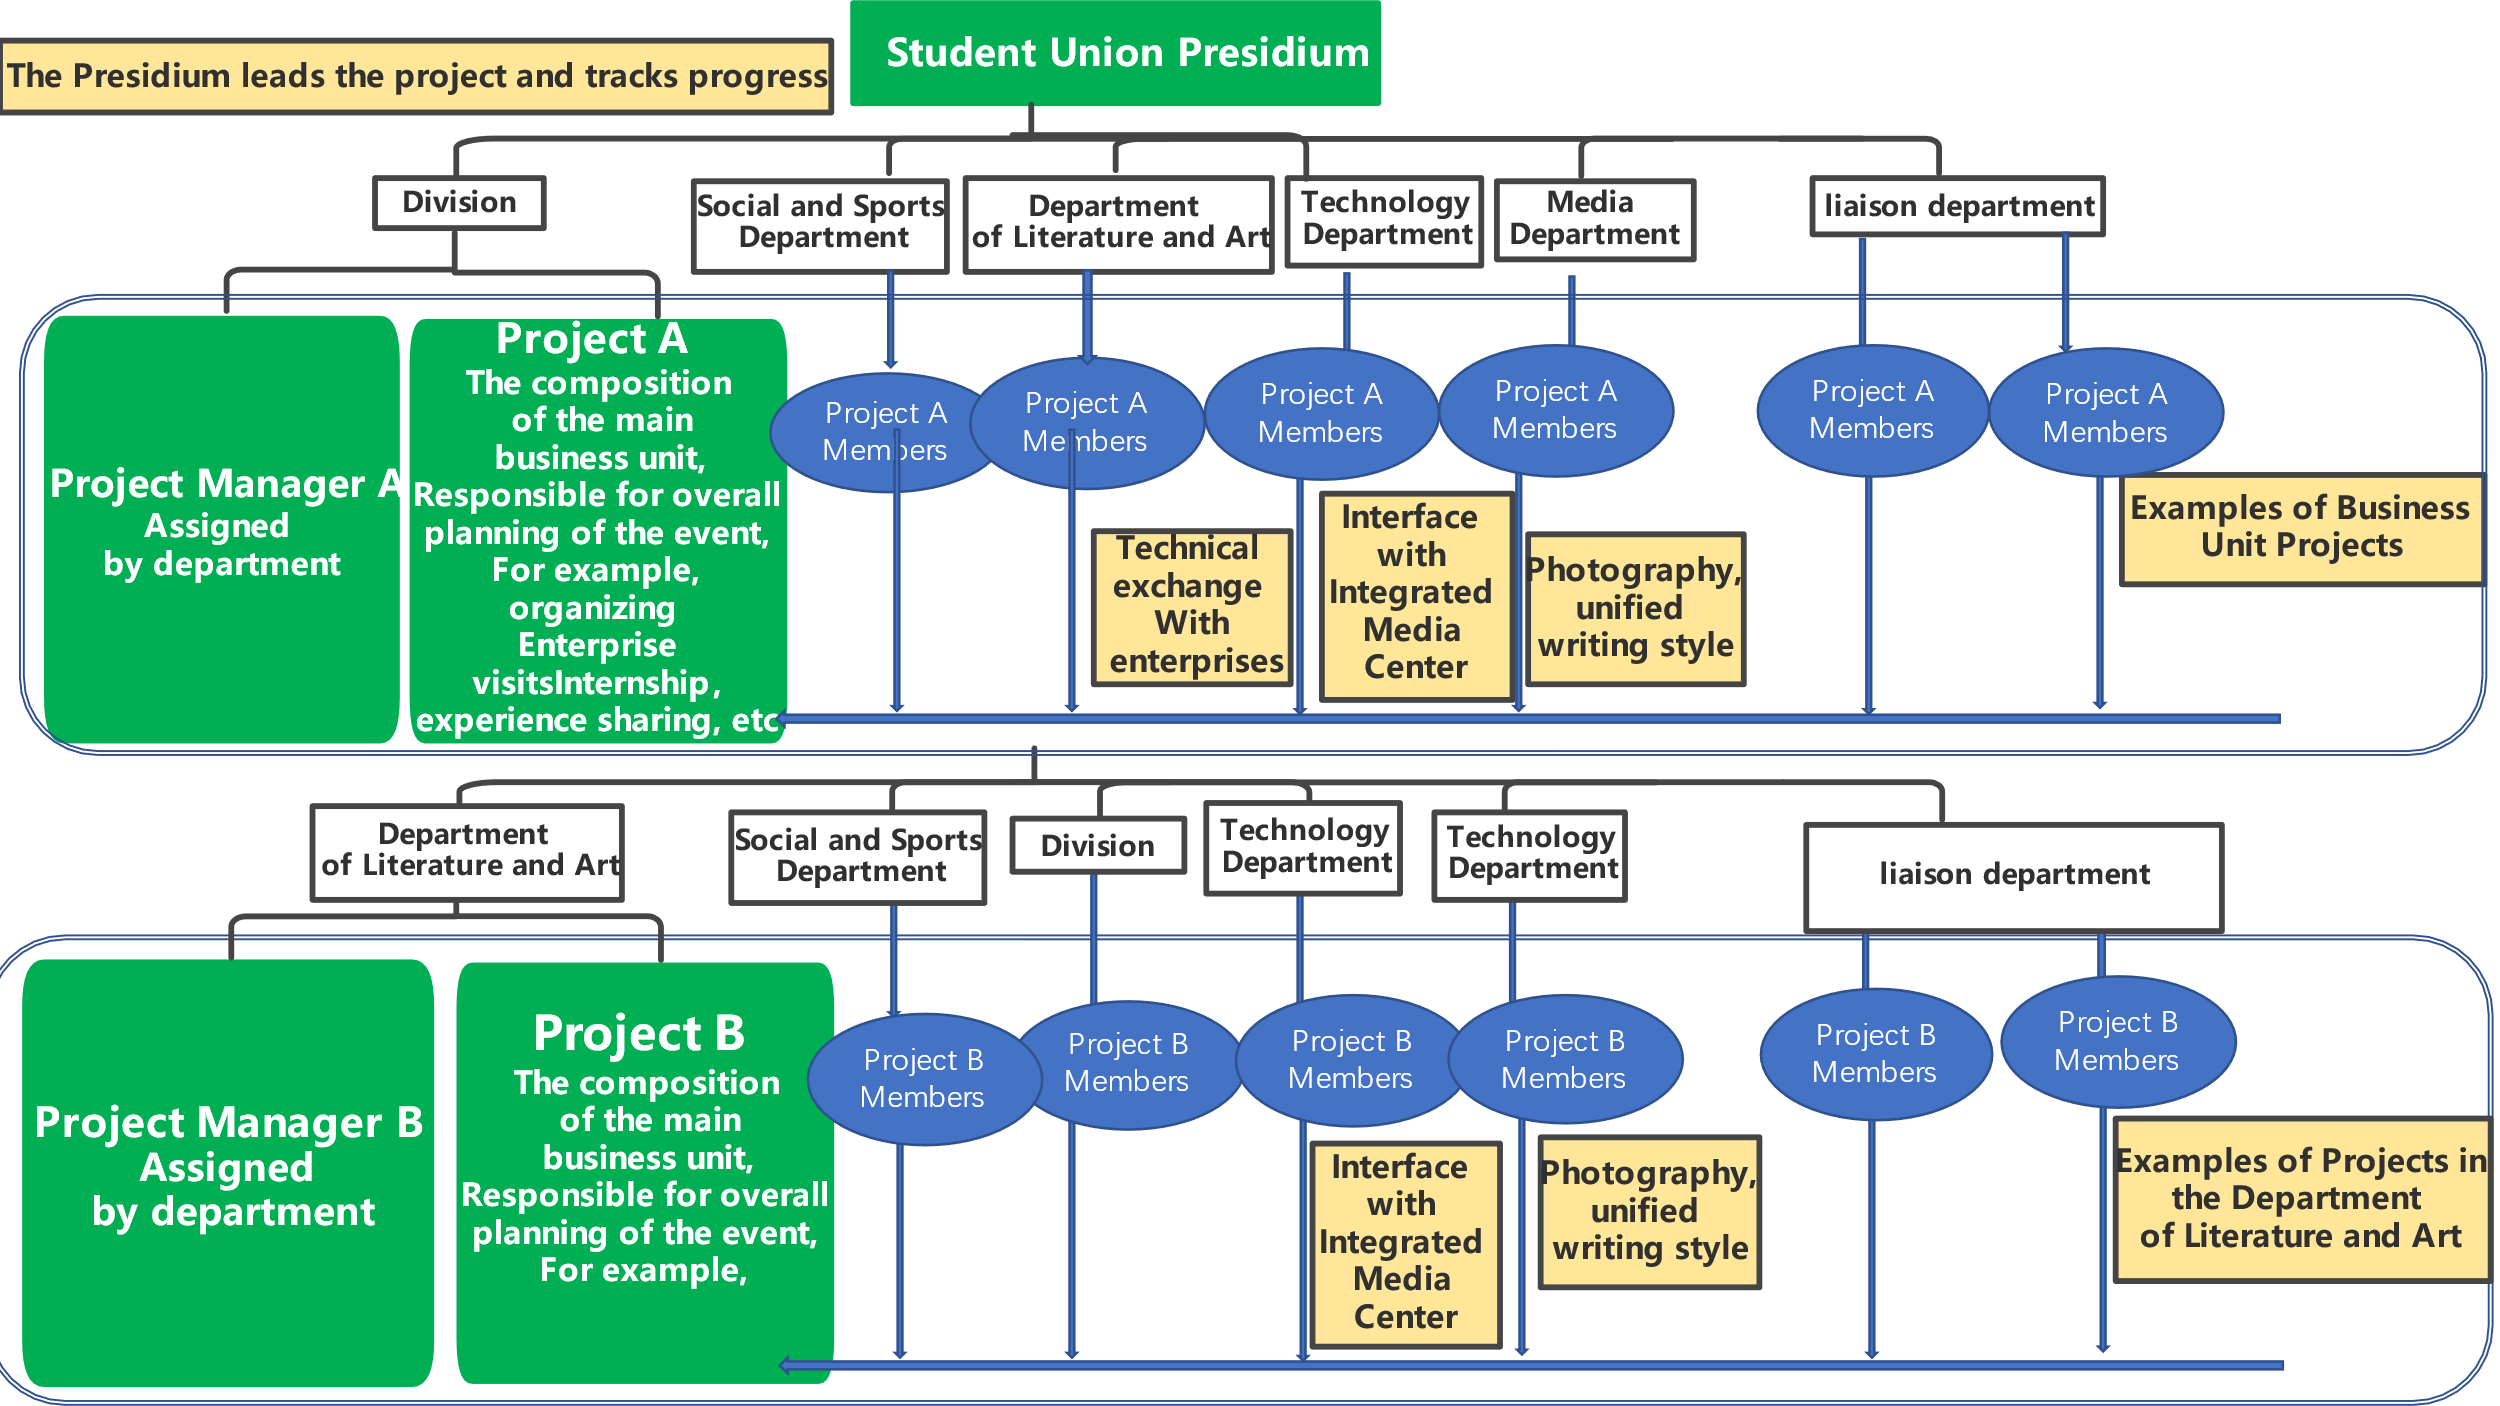 Student Union Presidium
The Presidium leads the project and tracks progress
Division
Social and Sports
Department
Department
of Literature and Art
Technology
Department
Media
Department
liaison department
Project Manager A
Assigned
by department
Project A
The composition
of the main
business unit,
Responsible for overall
planning of the event,
For example,
organizing
Enterprise
visitsInternship,
experience sharing, etc
Project A
Members
Project A
Members
Project A
Members
Project A
Members
Project A
Members
Project A
Members
Technical
exchange
With
enterprises
Interface
with
Integrated
Media
Center
Photography,
unified
writing style
Examples of Business
Unit Projects
Department
of Literature and Art
Social and Sports
Department
Division
Technology
Department
Technology
Department
liaison department
Project Manager B
Assigned
by department
Project B
The composition
of the main
business unit,
Responsible for overall
planning of the event,
For example,
Project B
Members
Project B
Members
Project B
Members
Project B
Members
Project B
Members
Project B
Members
Interface
with
Integrated
Media
Center
Photography,
unified
writing style
Examples of Projects in
the Department
of Literature and Art